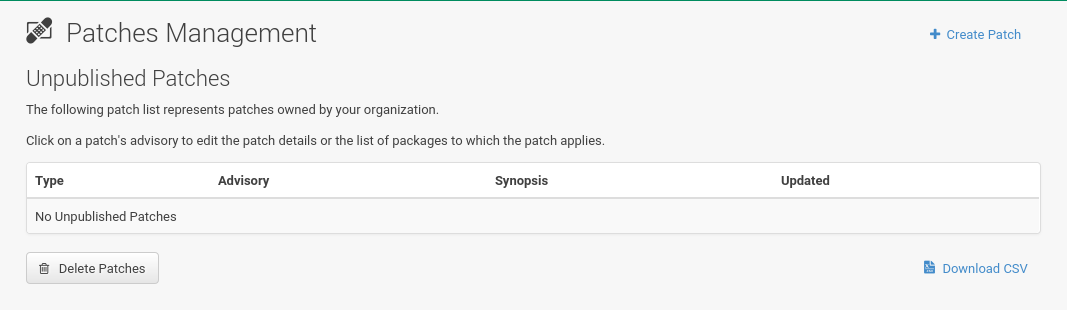 Patches Management
Create Patch
Unpublished Patches
The following patch list represents patches owned by your organization.
Click on a patch's advisory to edit the patch details or the list of packages to which the patch applies.
Type Advisory Synopsis Updated
No Unpublished Patches
Delete Patches
Download CSV